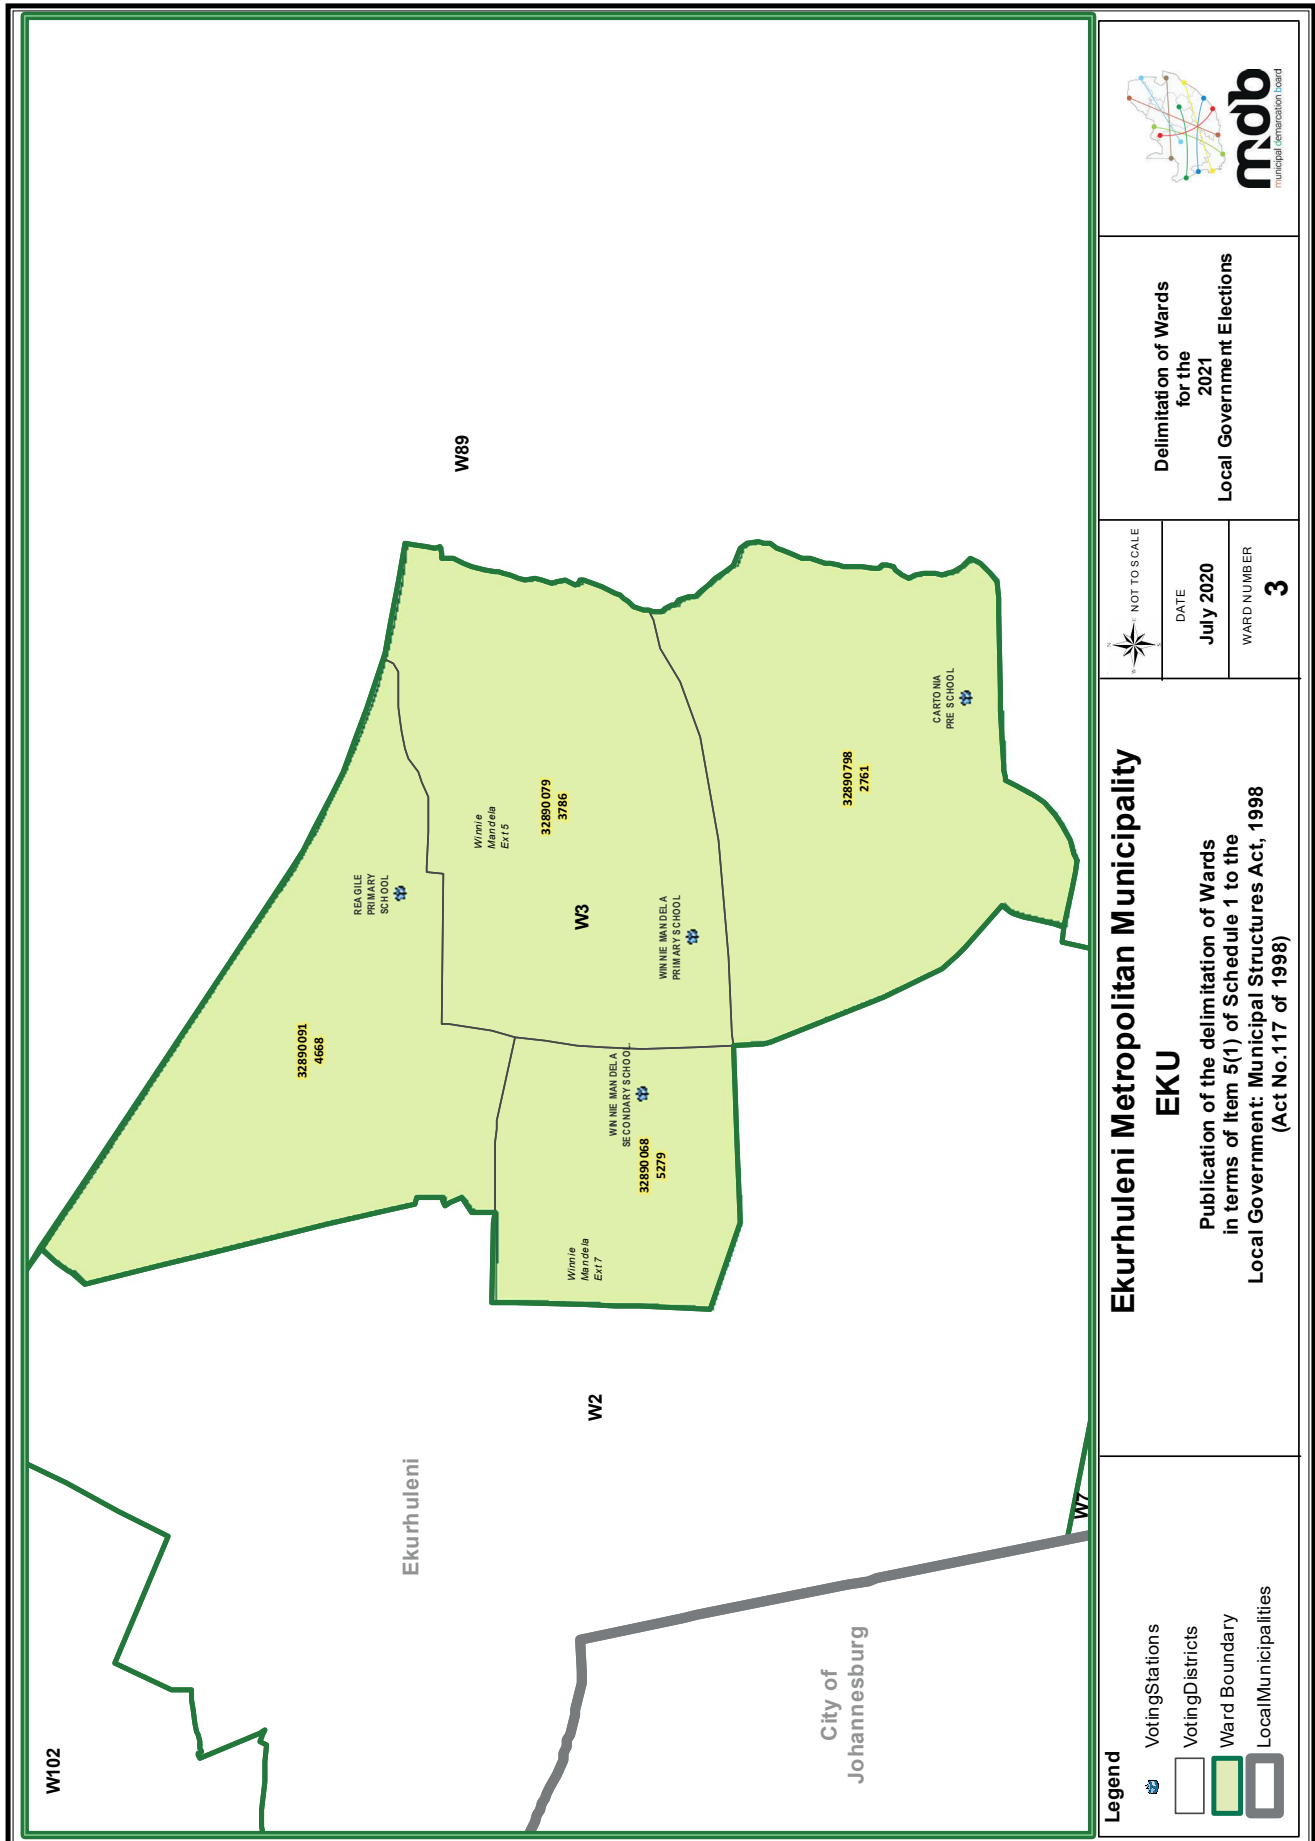 W102
W89
REAGILE
PRIMARY
SCHOOL
32890091
4668
Winnie
Mandela
Ext 5
32890079
3786
W3
WINNIE MANDELA
PRIMARY SCHOOL
WINNIE MANDELA
SECONDARY SCHOOL
32890068
5279
Winnie
Mandela
Ext 7
W2
Ekurhuleni
32890798
2761
CARTONIA
PRE SCHOOL
City of
Johannesburg
W7
Legend
VotingStations
VotingDistricts
Ward Boundary
LocalMunicipalities
Ekurhuleni Metropolitan Municipality
EKU
Publication of the delimitation of Wards
in terms of Item 5(1) of Schedule 1 to the
Local Government: Municipal Structures Act, 1998
(Act No.117 of 1998)
N
W
E
S
NOT TO SCALE
DATE
July 2020
WARD NUMBER
3
Delimitation of Wards
for the
2021
Local Government Elections
mdb
municipal demarcation board